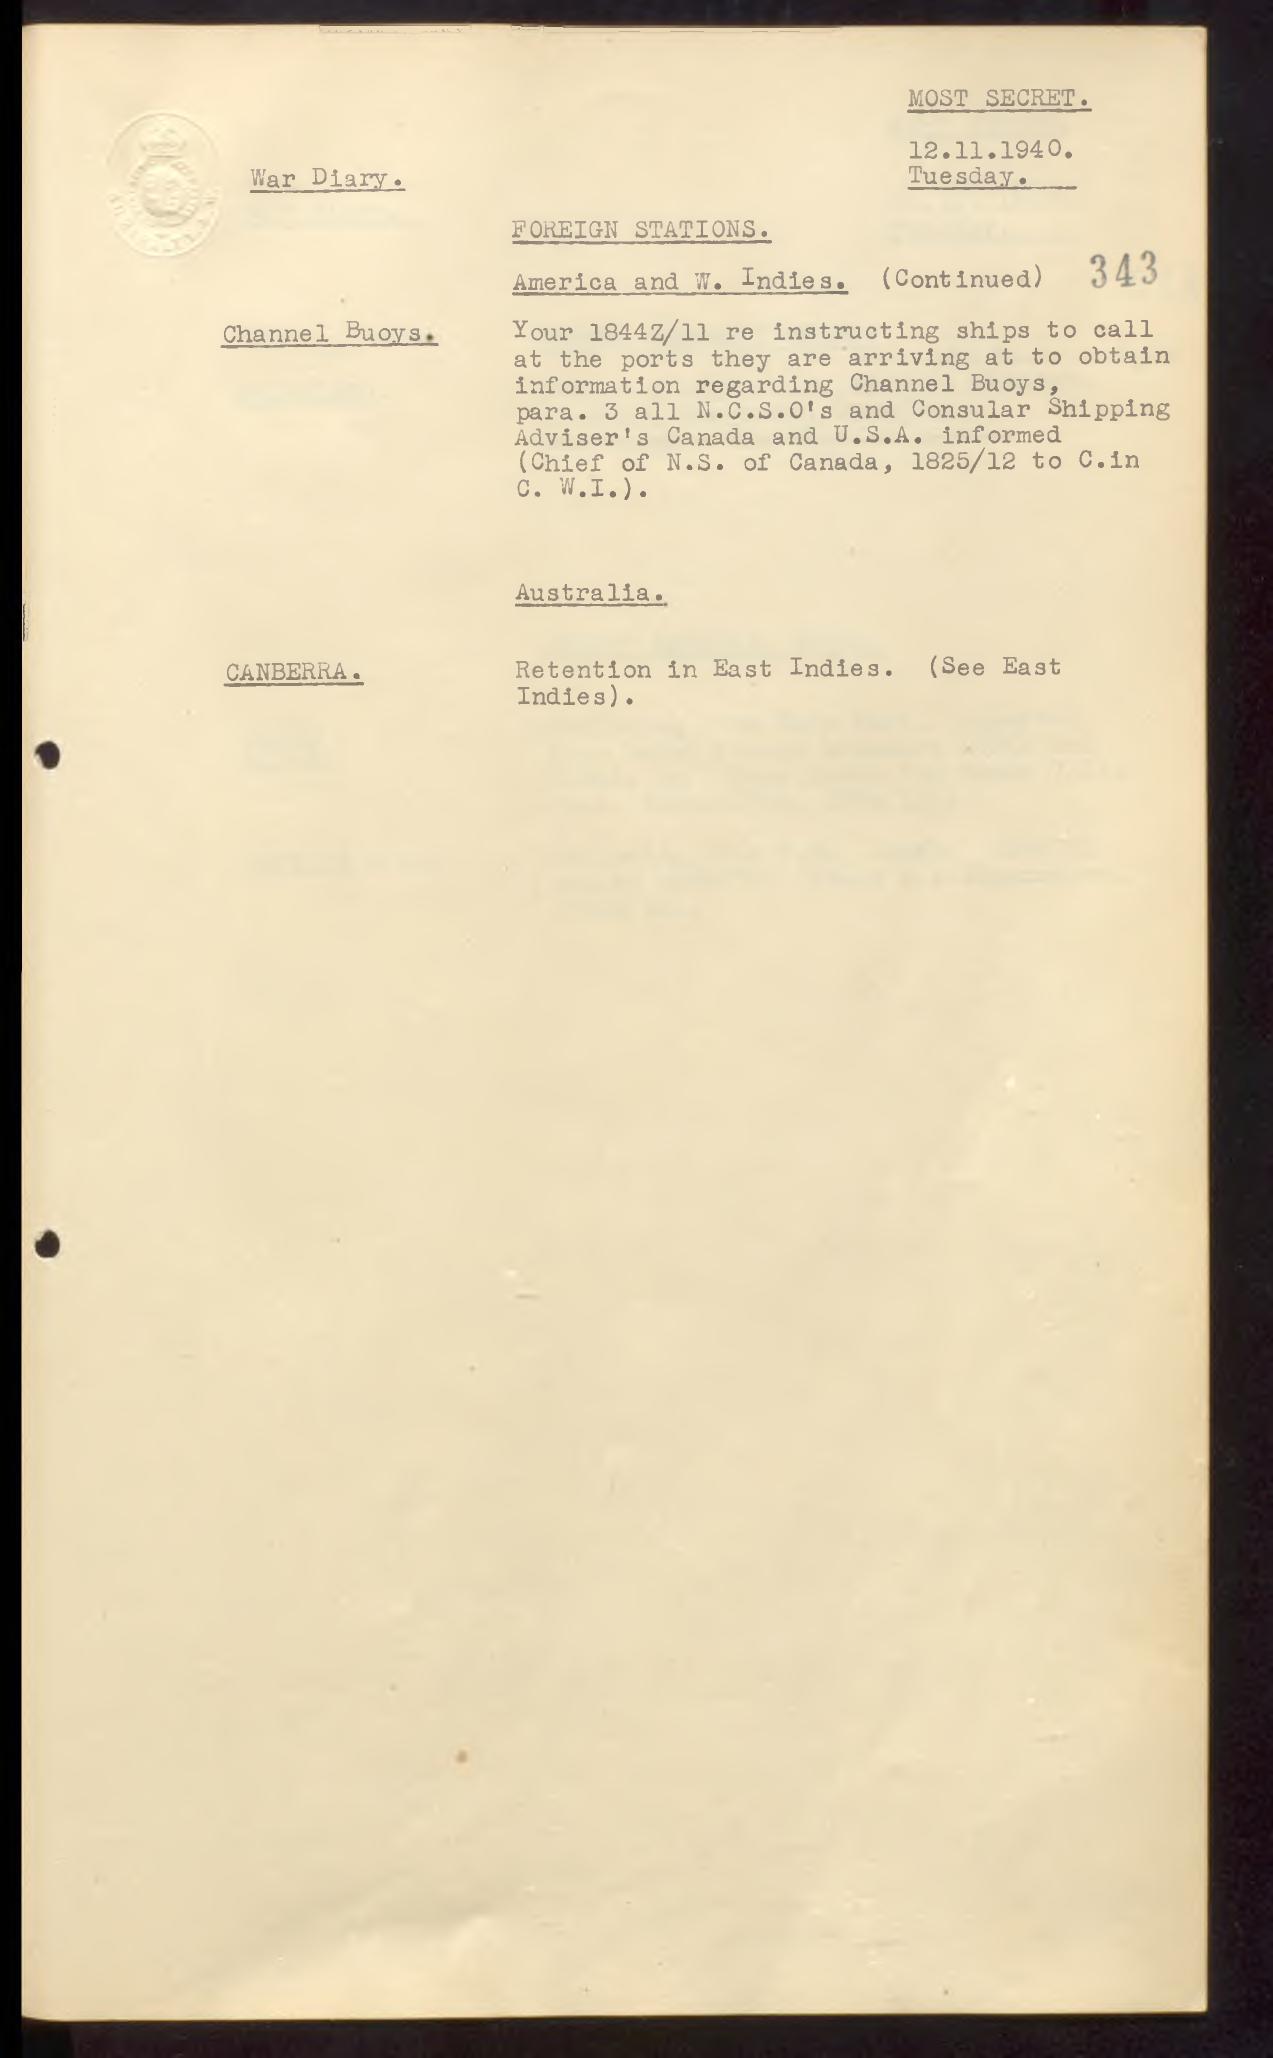 MOST SECRET.
12.11.1940.
War Diary.
Tuesday.
FOREIGN STATIONS.
America and W. Indies. (Continued) 343
Channel Buoys.
Your 1844Z/11 re instructing ships to call
at the ports they are arriving at to obtain
information regarding Channel Buoys,
para. 3 all N.C.S.O's and Consular Shipping
Adviser's Canada and U.S.A. informed
(Chief of N.S. of Canada, 1825/12 to C.in
C. W.I.).
Australia.
CANBERRA.
Retention in East Indies. (See East
Indies).